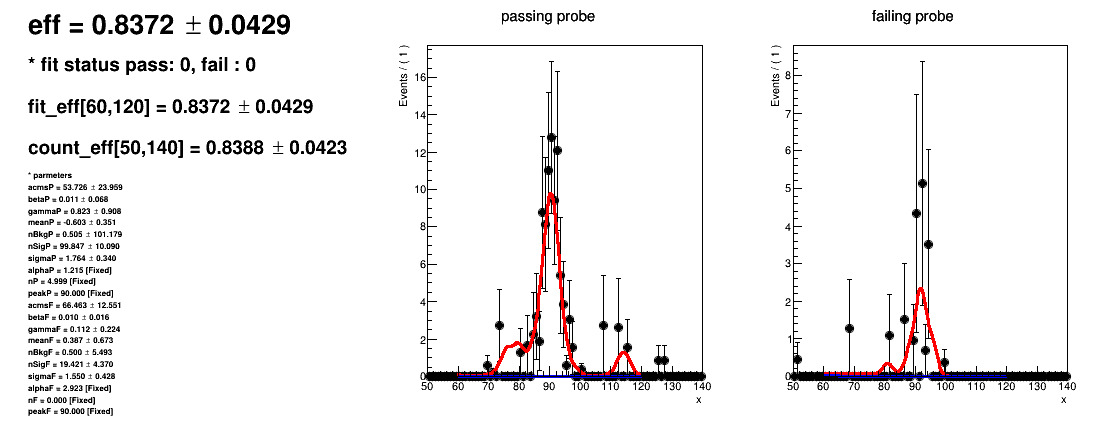 eff = 0.8372 ± 0.0429
* fit status pass: 0, fail : 0
fit_eff[60,120] = 0.8372 ± 0.0429
count_eff[50,140] = 0.8388 ± 0.0423
* parmeters
acmsP = 53.726 ± 23.959
betaP = 0.011 ± 0.068
gammaP = 0.823 ± 0.908
meanP = -0.603 ± 0.351
nBkgP = 0.505 ± 101.179
nSigP = 99.847 ± 10.090
sigmaP = 1.764 ± 0.340
alphaP = 1.215 [Fixed]
nP = 4.999 [Fixed]
peakP = 90.000 [Fixed]
acmsF = 66.463 ± 12.551
betaF = 0.010 ± 0.016
gammaF = 0.112 ± 0.224
meanF = 0.387 ± 0.673
nBkgF = 0.500 ± 5.493
nSigF = 19.421 ± 4.370
sigmaF = 1.550 ± 0.428
alphaF = 2.923 [Fixed]
nF = 0.000 [Fixed]
peakF = 90.000 [Fixed]
passing probe
Events / ( 1 )
16
14
12
10
8
6
4
2
0
50 60 70 80 90 100 110 120 130 140
x
failing probe
Events / ( 1 )
8
7
6
5
4
3
2
1
0
50 60 70 80 90 100 110 120 130 140
x